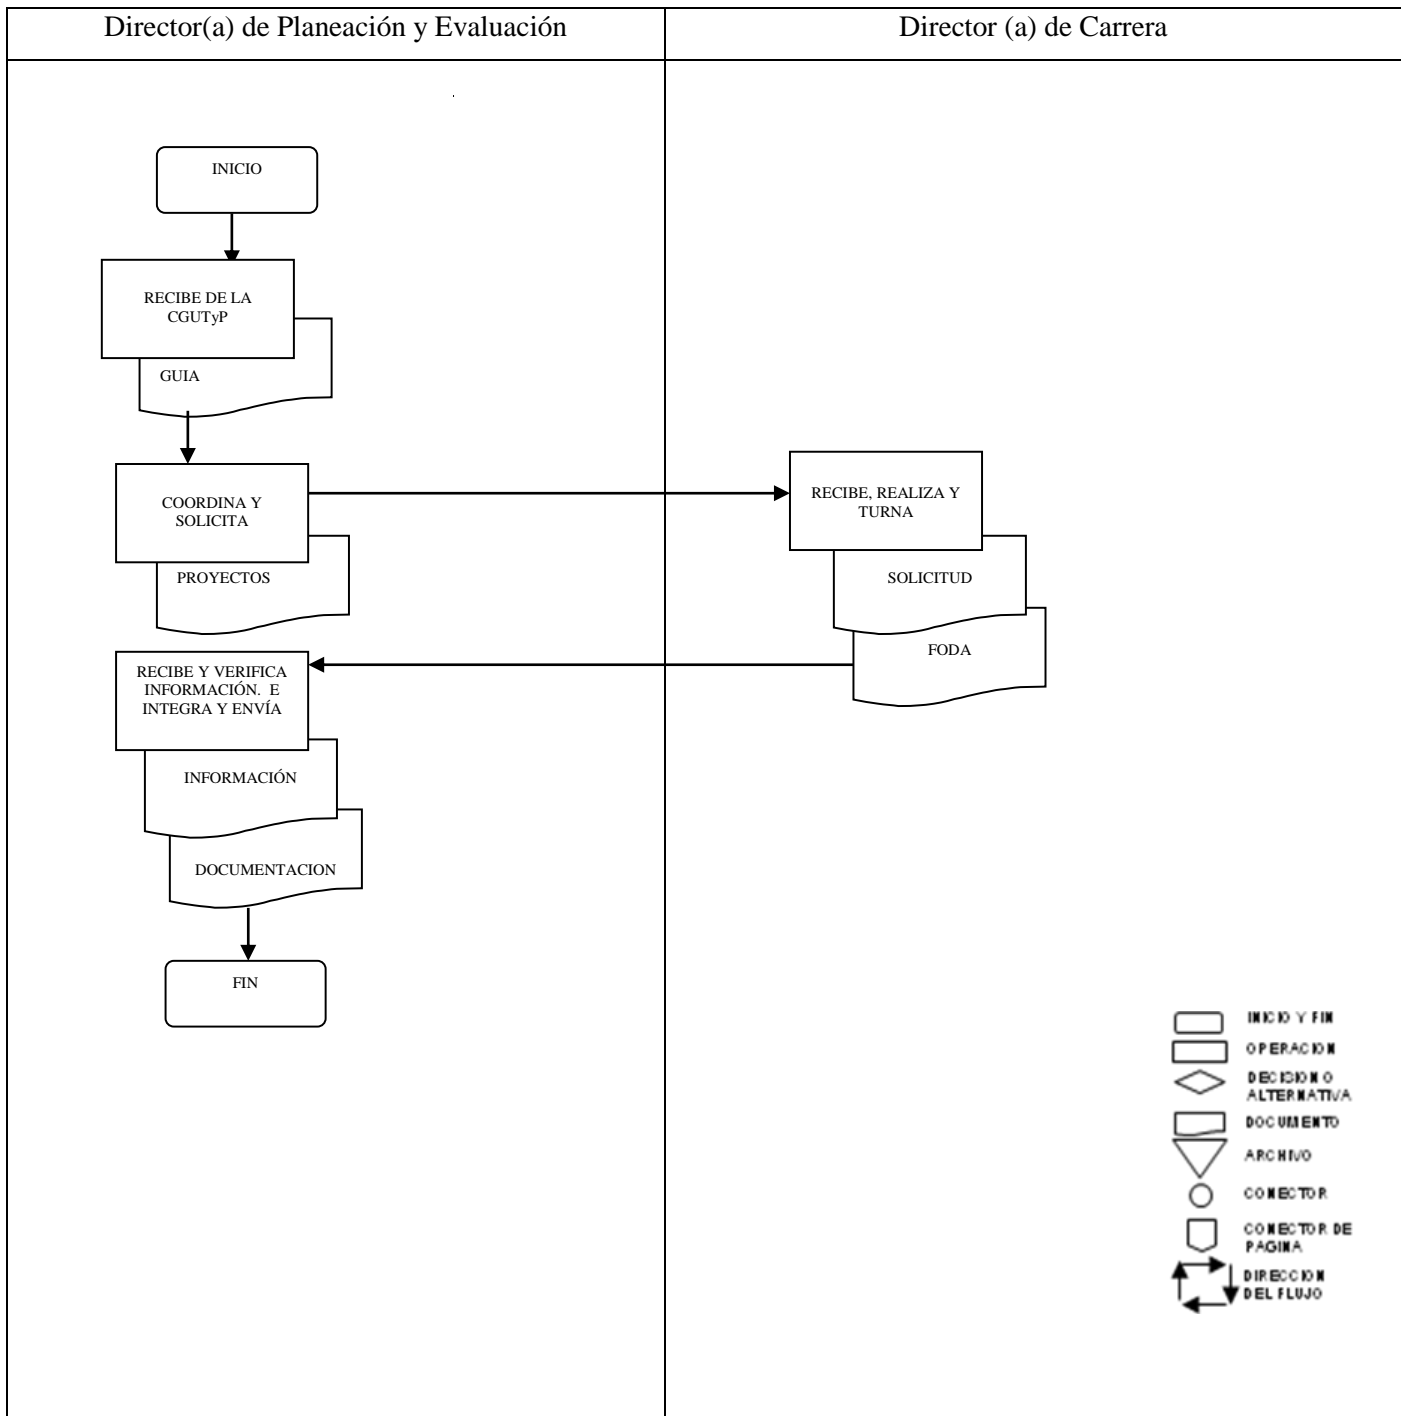 Director(a) de Planeación y Evaluación
Director (a) de Carrera
INICIO
RECIBE DE LA
CGUTyP
GUIA
COORDINA Y
SOLICITA
PROYECTOS
RECIBE, REALIZA Y
TURNA
SOLICITUD
FODA
RECIBE Y VERIFICA
INFORMACIÓN. E
INTEGRA Y ENVÍA
INFORMACIÓN
DOCUMENTACION
FIN
INICIO Y FIN
OPERACION
DECISION O
ALTERNATIVA
DOCUMENTO
ARCHIVO
CONECTOR
CONECTOR DE
PAGINA
DIRECCION
DEL FLUJO